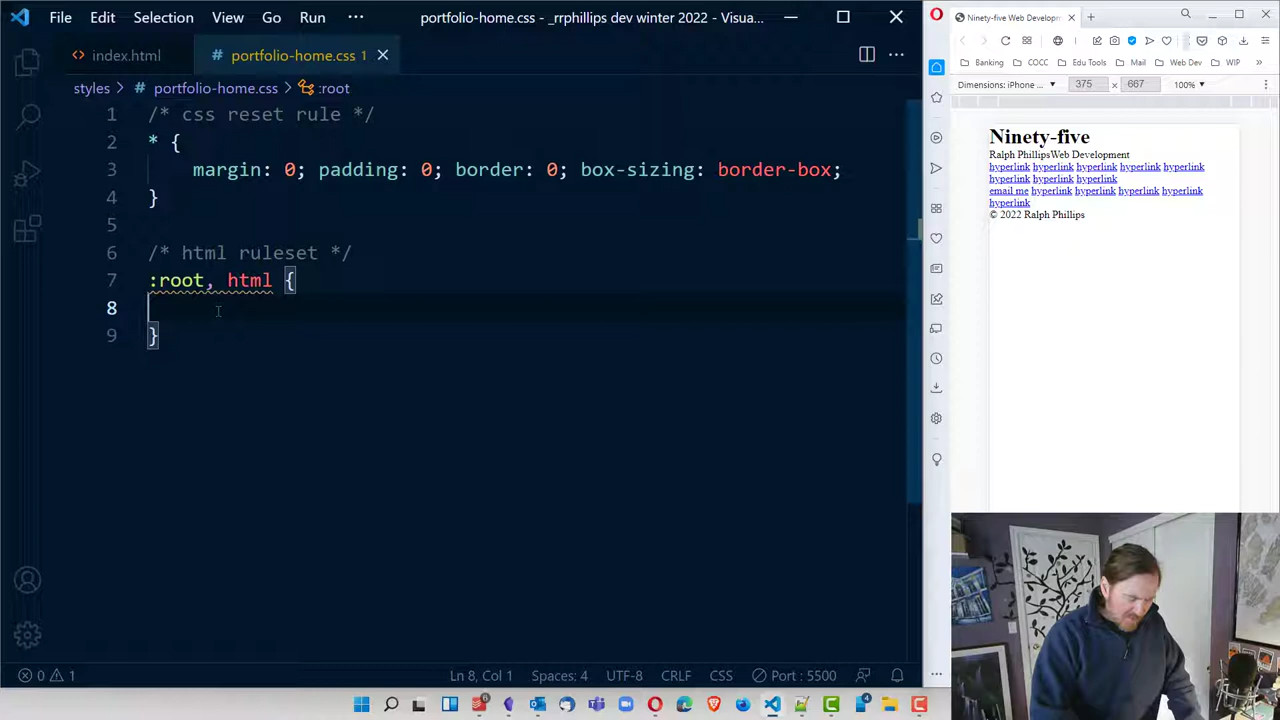 File Edit Selection View Go Run ··· portfolio-home.css - _rrphillips dev winter 2022 - Visua...
index.html
# portfolio-home.css 1
styles > # portfolio-home.css > :root
1 /* css reset rule */
2 * {
3 margin: 0; padding: 0; border: 0; box-sizing: border-box;
4 }
5
6 /* html ruleset */
7 :root, html {
8
9 }
0 1 Ln 8, Col 1 Spaces: 4 UTF-8 CRLF CSS Port : 5500
Ninety-five Web Developm
Banking COCC Edu Tools Mail Web Dev WIP »
Dimensions: iPhone ... 375 × 667 100%
Ninety-five
Ralph PhillipsWeb Development
hyperlink hyperlink hyperlink hyperlink hyperlink
hyperlink hyperlink hyperlink
email me hyperlink hyperlink hyperlink hyperlink
hyperlink
© 2022 Ralph Phillips